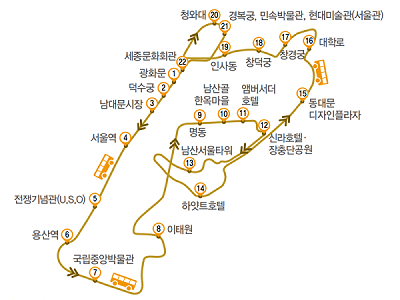 청와대 20
21 경복궁, 민속박물관, 현대미술관(서울관)
세종문화회관 22
19 인사동
18 창덕궁
17 창경궁
16 대학로
광화문 1
덕수궁 2
남대문시장 3
서울역 4
15 동대문
디자인플라자
남산골
한옥마을
10
앰버서더
호텔
11
9
명동
12
신라호텔·
장충단공원
남산서울타워
13
14
하얏트호텔
전쟁기념관(U,S,O) 5
용산역 6
국립중앙박물관
7
8 이태원